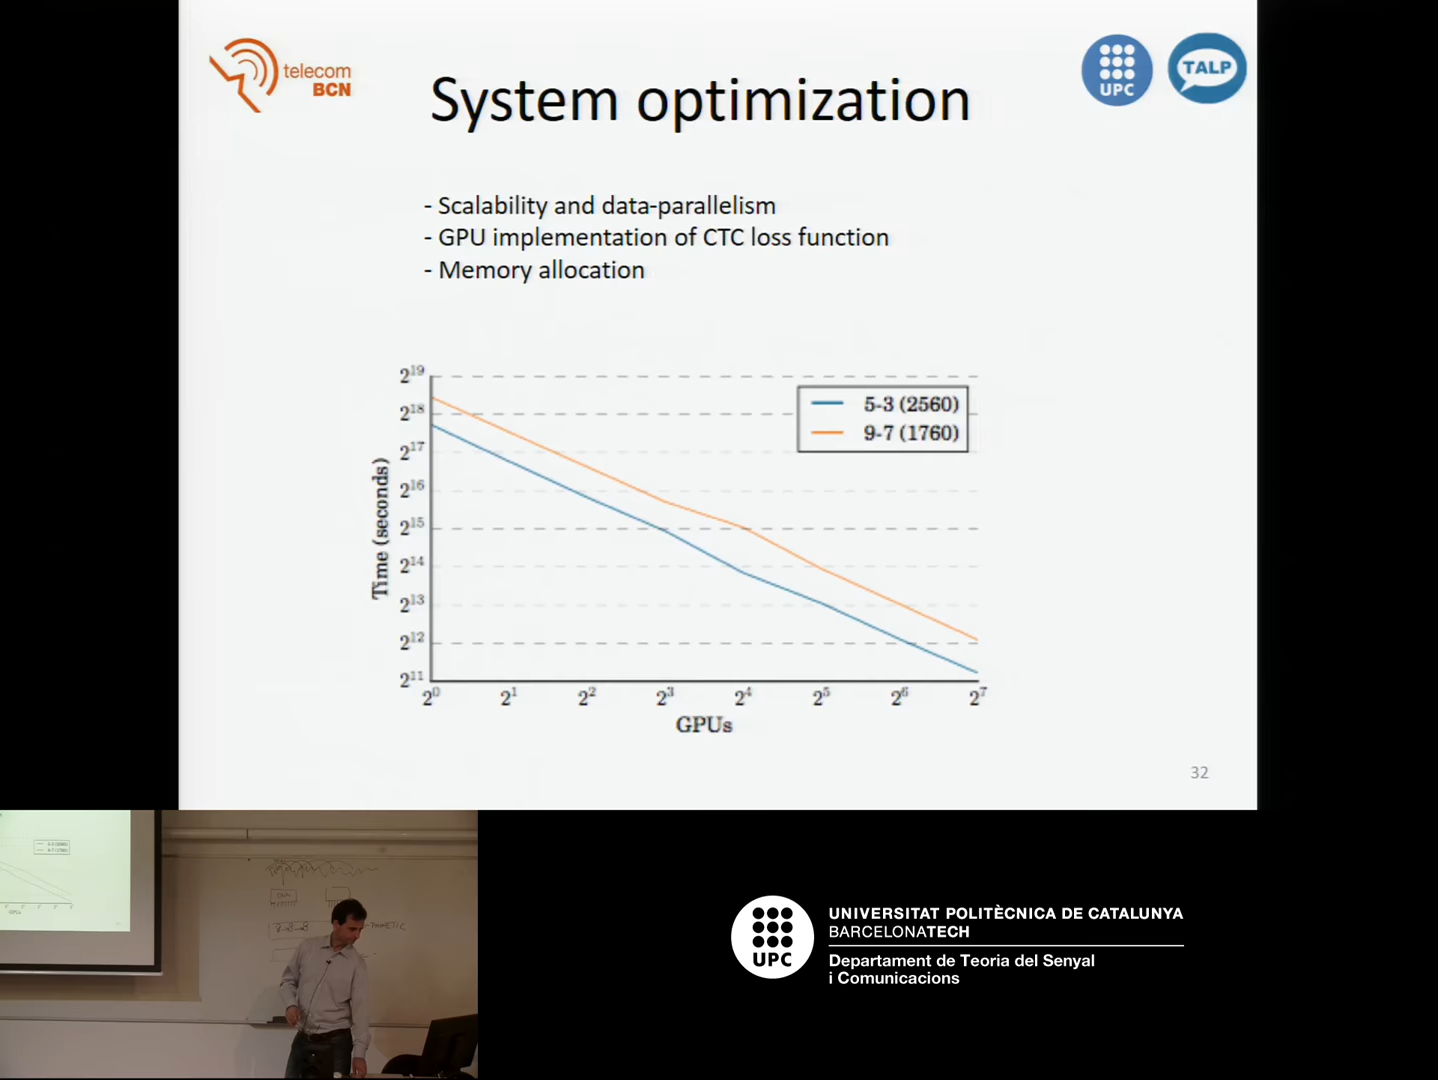 telecom
BCN
System optimization
UPC
TALP
- Scalability and data-parallelism
- GPU implementation of CTC loss function
- Memory allocation
2^19
2^18
2^17
2^16
2^15
2^14
2^13
2^12
2^11
Time (seconds)
5-3 (2560)
9-7 (1760)
2^0 2^1 2^2 2^3 2^4 2^5 2^6 2^7
GPUs
32
UPC
UNIVERSITAT POLITÈCNICA DE CATALUNYA
BARCELONATECH
Departament de Teoria del Senyal
i Comunicacions